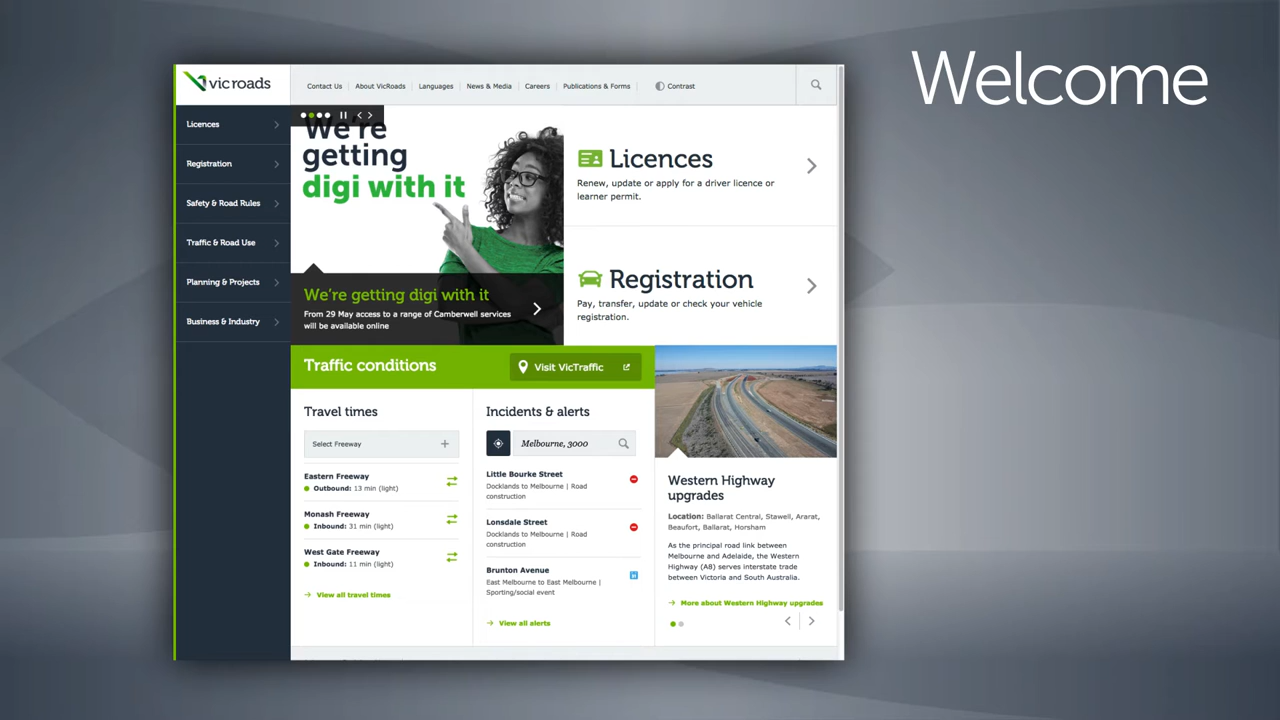 Welcome
vic roads
Contact Us
About VicRoads
Languages
News & Media
Careers
Publications & Forms
Contrast
Licences
Registration
Safety & Road Rules
Traffic & Road Use
Planning & Projects
Business & Industry
We're
getting
digi with it
We're getting digi with it
From 29 May access to a range of Camberwell services
will be available online
Licences
Renew, update or apply for a driver licence or
learner permit.
Registration
Pay, transfer, update or check your vehicle
registration.
Traffic conditions
Visit VicTraffic
Travel times
Select Freeway
Eastern Freeway
Outbound: 13 min (light)
Monash Freeway
Inbound: 31 min (light)
West Gate Freeway
Inbound: 11 min (light)
View all travel times
Incidents & alerts
Melbourne, 3000
Little Bourke Street
Docklands to Melbourne | Road
construction
Lonsdale Street
Docklands to Melbourne | Road
construction
Brunton Avenue
East Melbourne to East Melbourne |
Sporting/social event
View all alerts
Western Highway
upgrades
Location: Ballarat Central, Stawell, Ararat,
Beaufort, Ballarat, Horsham
As the principal road link between
Melbourne and Adelaide, the Western
Highway (A8) serves interstate trade
between Victoria and South Australia.
More about Western Highway upgrades